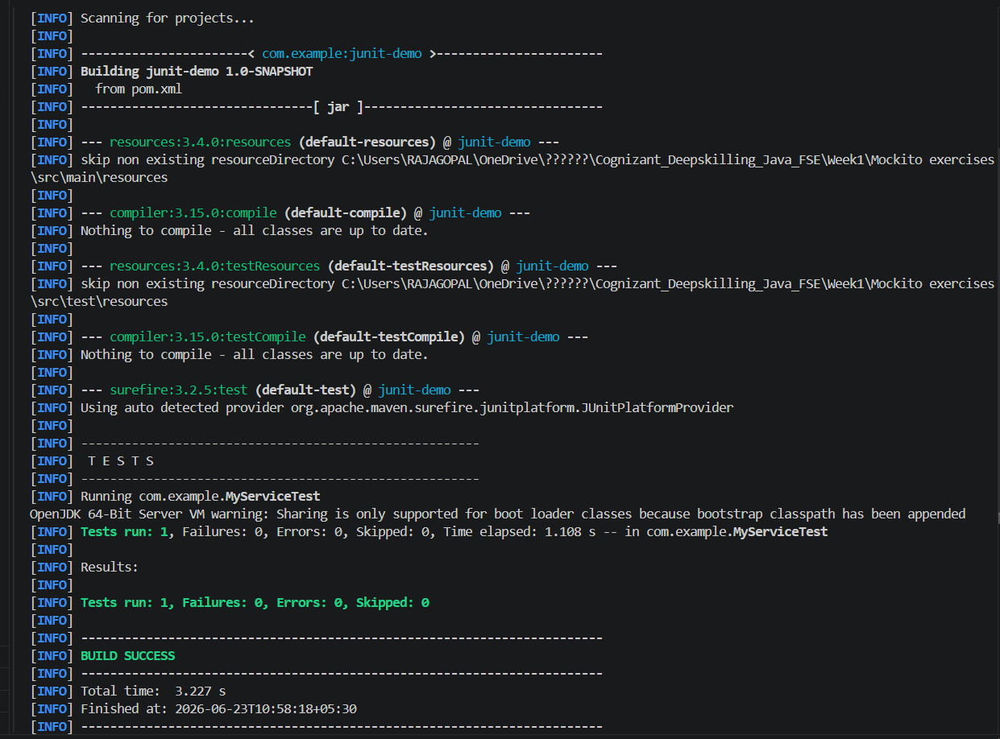 [INFO] Scanning for projects...
[INFO]
[INFO] -----------------------< com.example:junit-demo >-----------------------
[INFO] Building junit-demo 1.0-SNAPSHOT
[INFO]   from pom.xml
[INFO] --------------------------------[ jar ]---------------------------------
[INFO]
[INFO] --- resources:3.4.0:resources (default-resources) @ junit-demo ---
[INFO] skip non existing resourceDirectory C:\Users\RAJAGOPAL\OneDrive\??????\Cognizant_Deepskilling_Java_FSE\Week1\Mockito exercises
\src\main\resources
[INFO]
[INFO] --- compiler:3.15.0:compile (default-compile) @ junit-demo ---
[INFO] Nothing to compile - all classes are up to date.
[INFO]
[INFO] --- resources:3.4.0:testResources (default-testResources) @ junit-demo ---
[INFO] skip non existing resourceDirectory C:\Users\RAJAGOPAL\OneDrive\??????\Cognizant_Deepskilling_Java_FSE\Week1\Mockito exercises
\src\test\resources
[INFO]
[INFO] --- compiler:3.15.0:testCompile (default-testCompile) @ junit-demo ---
[INFO] Nothing to compile - all classes are up to date.
[INFO]
[INFO] --- surefire:3.2.5:test (default-test) @ junit-demo ---
[INFO] Using auto detected provider org.apache.maven.surefire.junitplatform.JUnitPlatformProvider
[INFO]
[INFO] -------------------------------------------------------
[INFO]  T E S T S
[INFO] -------------------------------------------------------
[INFO] Running com.example.MyServiceTest
OpenJDK 64-Bit Server VM warning: Sharing is only supported for boot loader classes because bootstrap classpath has been appended
[INFO] Tests run: 1, Failures: 0, Errors: 0, Skipped: 0, Time elapsed: 1.108 s -- in com.example.MyServiceTest
[INFO]
[INFO] Results:
[INFO]
[INFO] Tests run: 1, Failures: 0, Errors: 0, Skipped: 0
[INFO]
[INFO] ------------------------------------------------------------------------
[INFO] BUILD SUCCESS
[INFO] ------------------------------------------------------------------------
[INFO] Total time:  3.227 s
[INFO] Finished at: 2026-06-23T10:58:18+05:30
[INFO] ------------------------------------------------------------------------